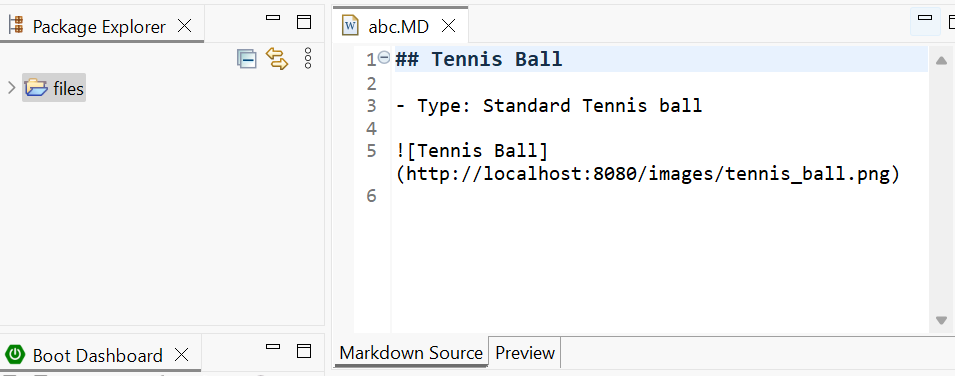 Package Explorer
abc.MD
files
1 ## Tennis Ball
2
3 - Type: Standard Tennis ball
4
5 ![Tennis Ball]
(http://localhost:8080/images/tennis_ball.png)
6
Markdown Source Preview
Boot Dashboard